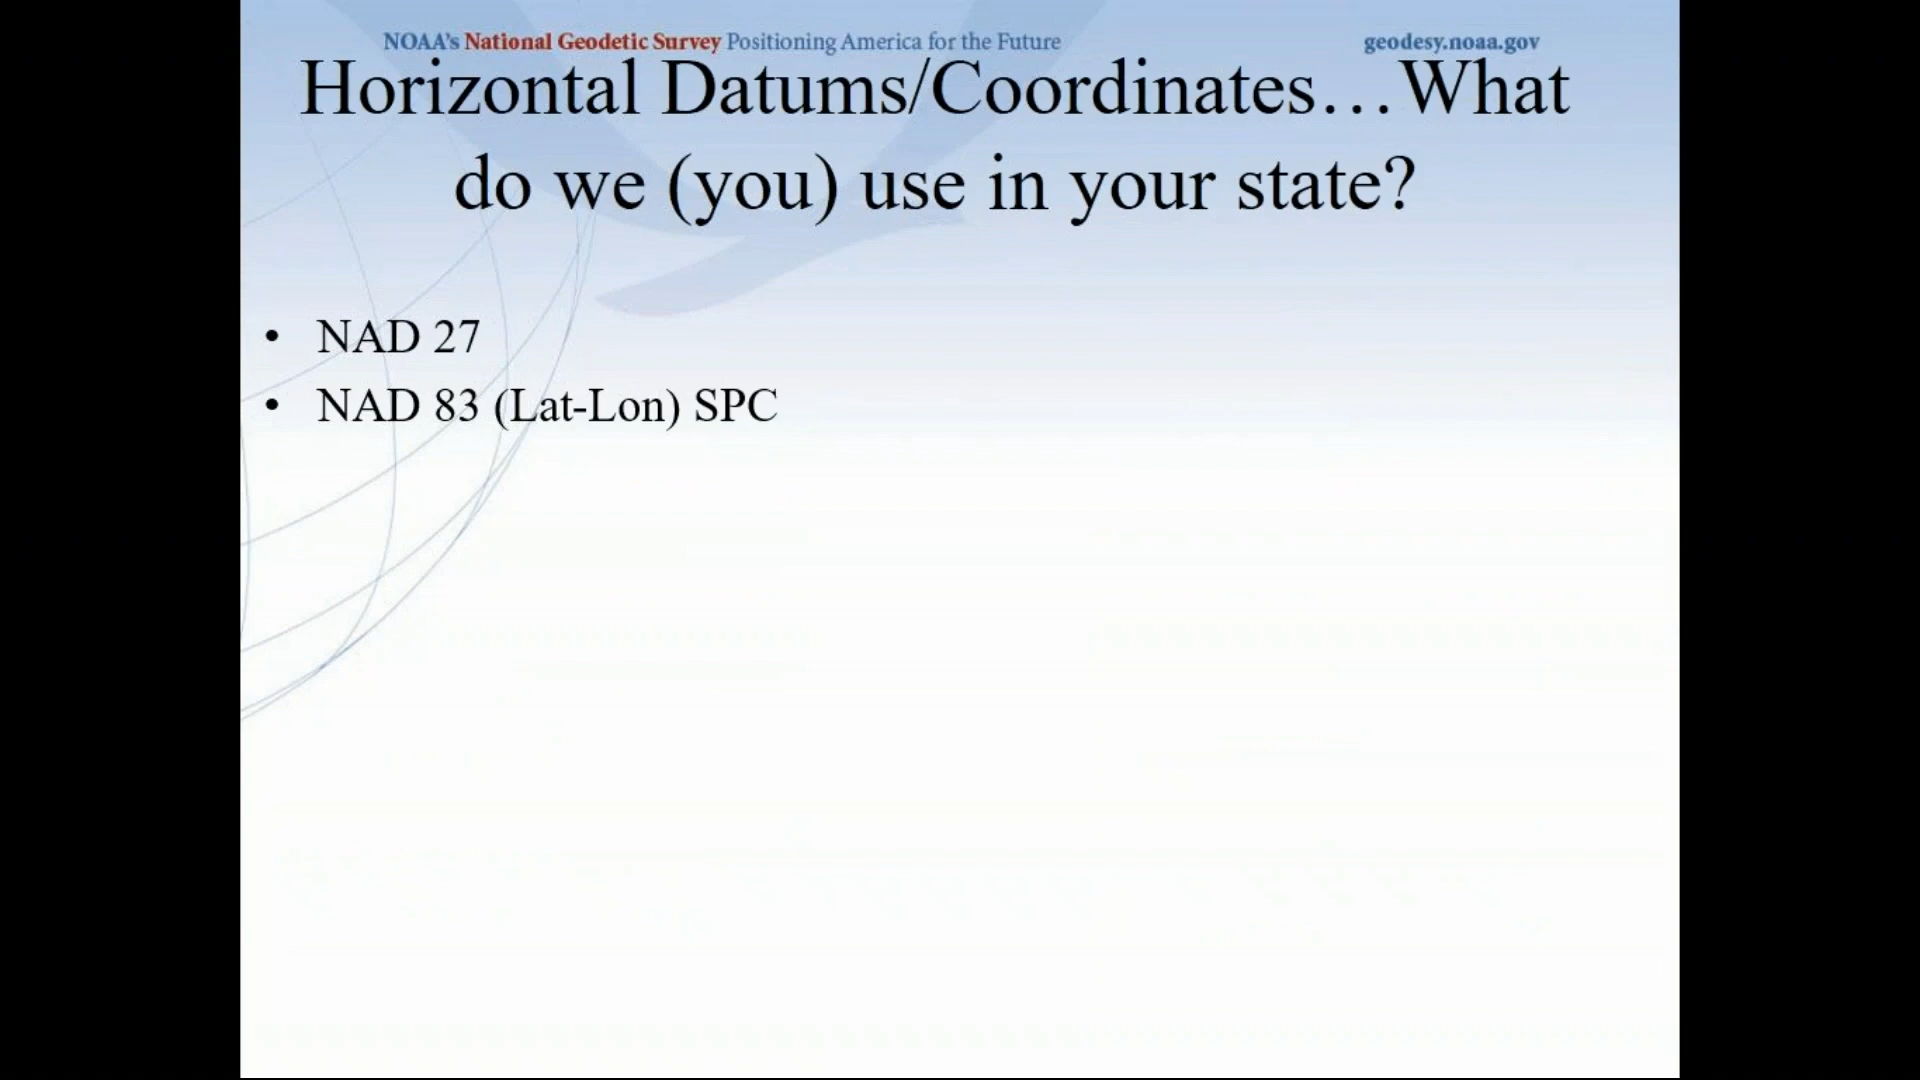 NOAA's National Geodetic Survey Positioning America for the Future geodesy.noaa.gov
Horizontal Datums/Coordinates…What
do we (you) use in your state?
• NAD 27
• NAD 83 (Lat-Lon) SPC